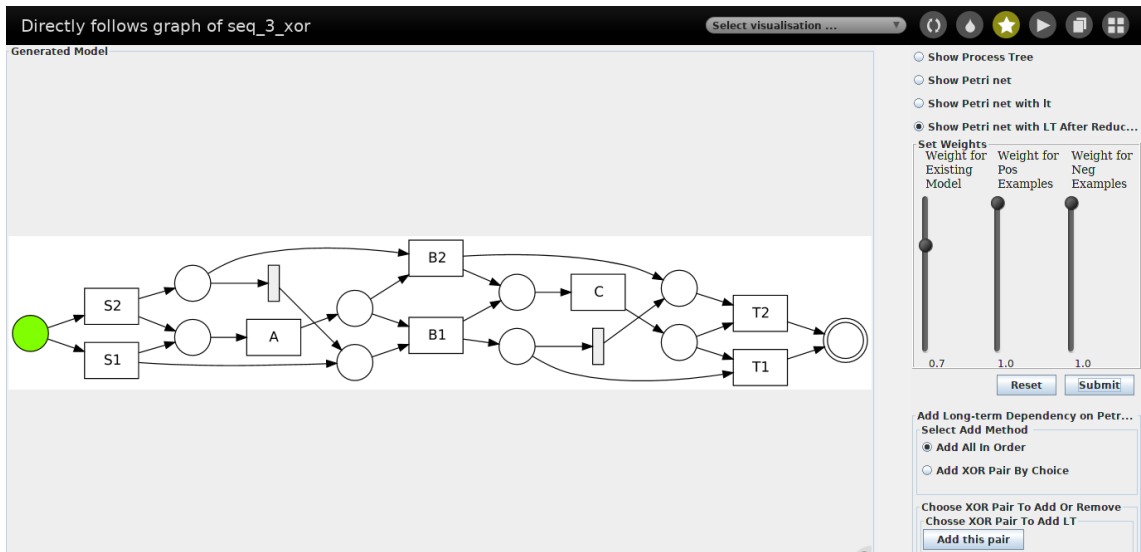 Directly follows graph of seq_3_xor
Select visualisation ...
Generated Model
S2
S1
A
B2
B1
C
T2
T1
Show Process Tree
Show Petri net
Show Petri net with lt
Show Petri net with LT After Reduc...
Set Weights
Weight for Existing Model
Weight for Pos Examples
Weight for Neg Examples
0.7
1.0
1.0
Reset
Submit
Add Long-term Dependency on Petr...
Select Add Method
Add All In Order
Add XOR Pair By Choice
Choose XOR Pair To Add Or Remove
Chosse XOR Pair To Add LT
Add this pair